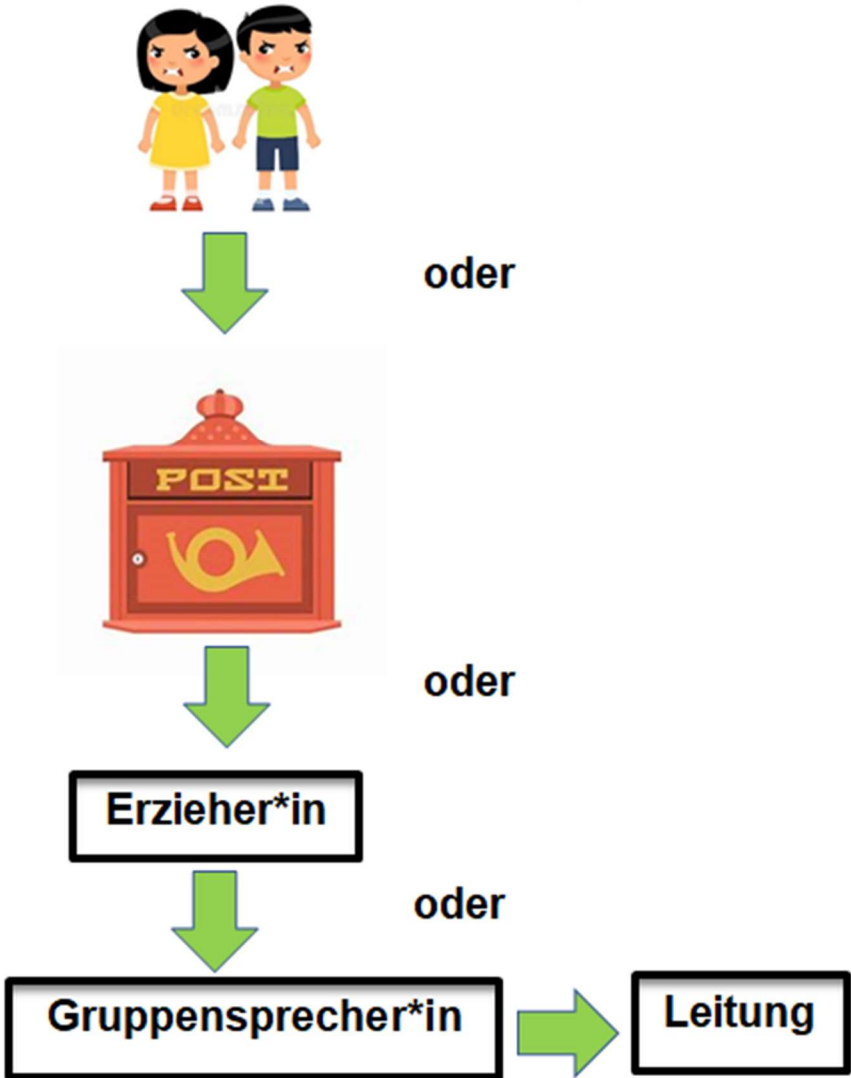 oder
POST
oder
Erzieher*in
oder
Gruppensprecher*in
Leitung